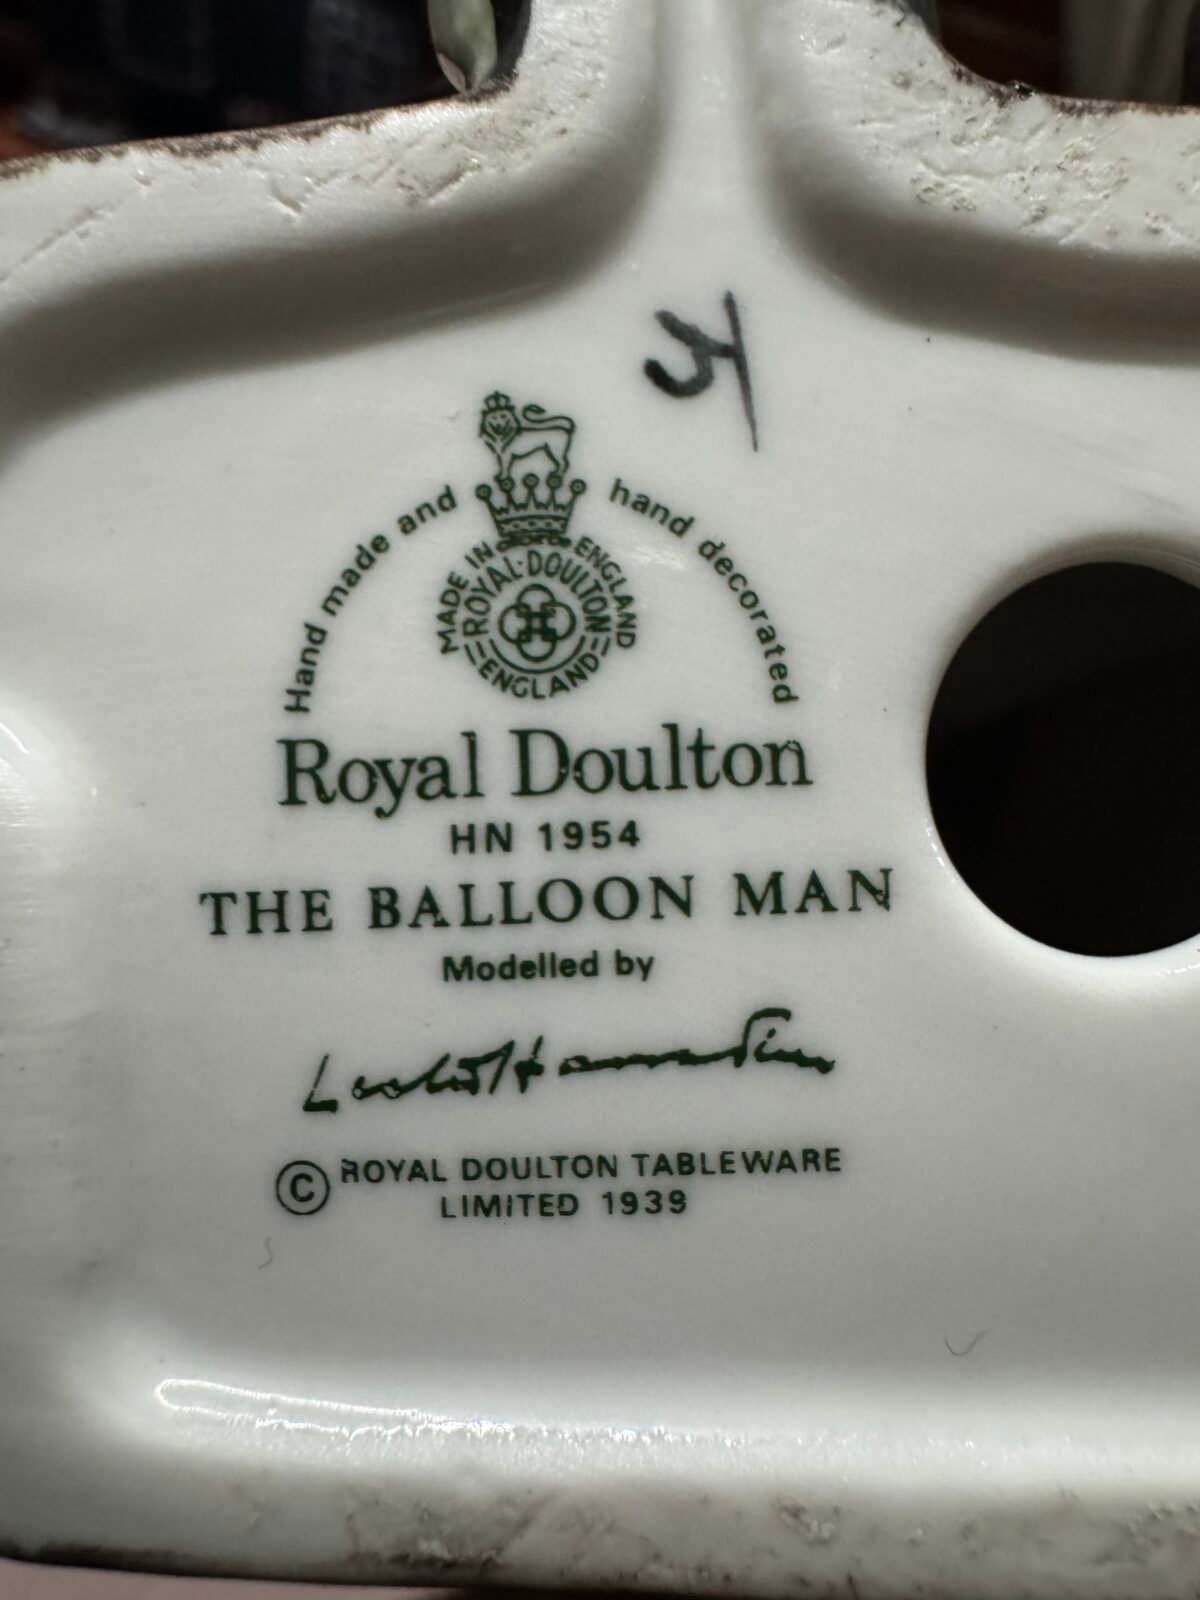 Hand made and hand decorated
MADE IN ENGLAND
ROYAL·DOULTON
ENGLAND
Royal Doulton
HN 1954
THE BALLOON MAN
Modelled by
© ROYAL DOULTON TABLEWARE
LIMITED 1939